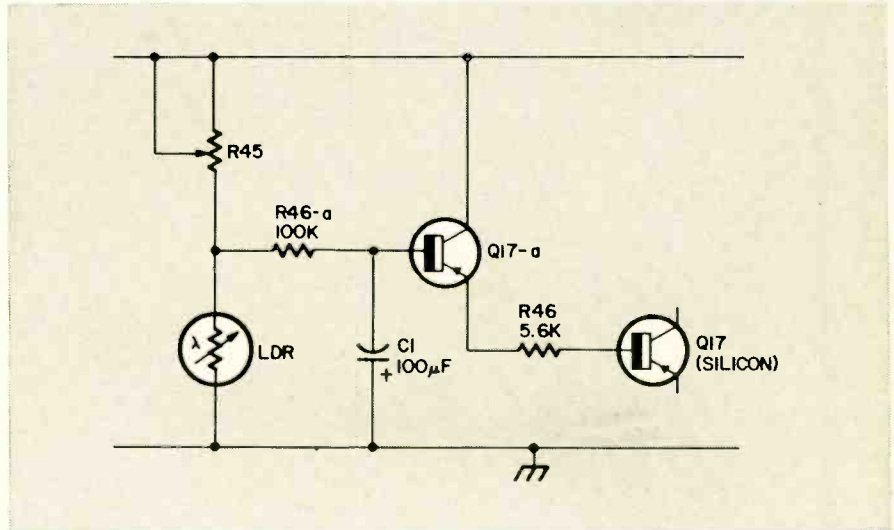 R45
R46-a
100K
Q17-a
R46
5.6K
Q17
(SILICON)
λ
LDR
C1
+ 100µF